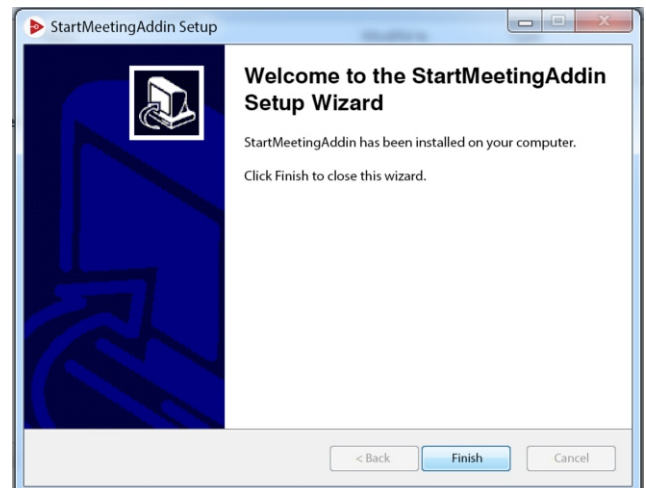 StartMeetingAddin Setup
Welcome to the StartMeetingAddin
Setup Wizard
StartMeetingAddin has been installed on your computer.
Click Finish to close this wizard.
< Back
Finish
Cancel